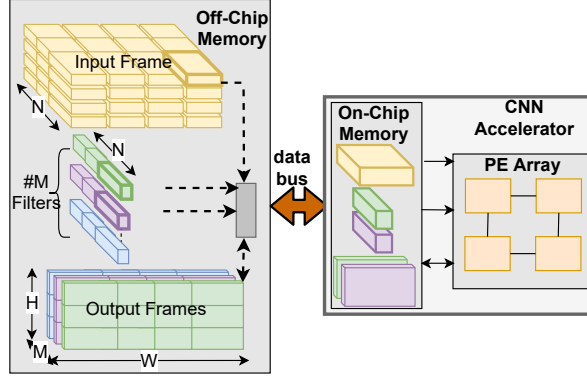 Off-Chip
Memory
Input Frame
N
N
#M
Filters
H
Output Frames
M
W
data
bus
On-Chip
Memory
CNN
Accelerator
PE Array